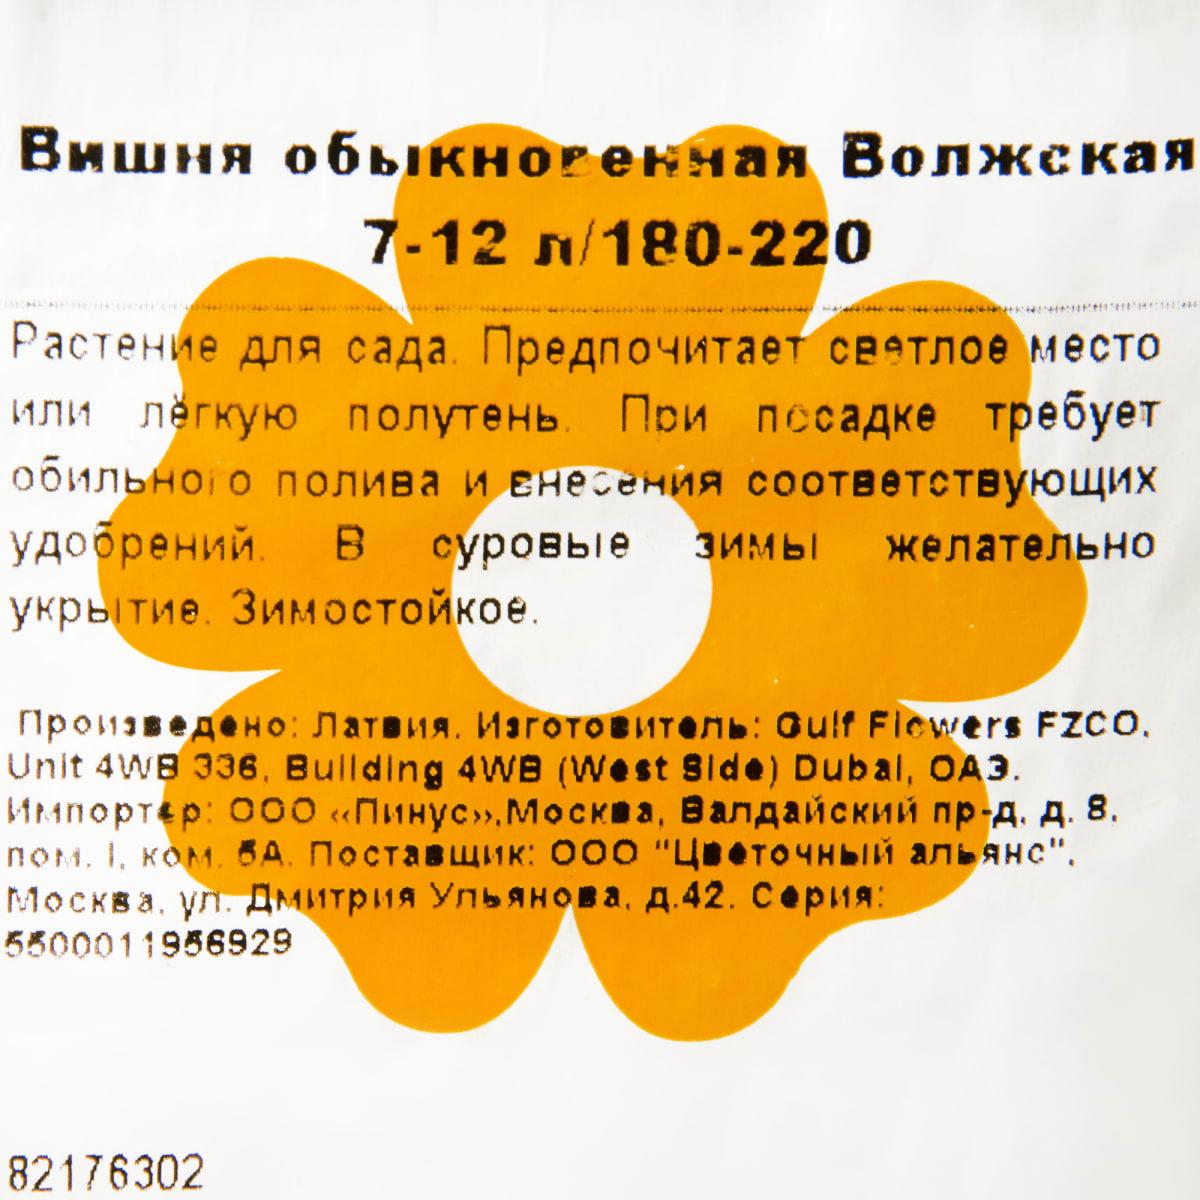 Вишня обыкновенная Волжская
7-12 л/180-220
Растение для сада. Предпочитает светлое место
или лёгкую полутень. При посадке требует
обильного полива и внесения соответствующих
удобрений. В суровые зимы желательно
укрытие. Зимостойкое.
Произведено: Латвия. Изготовитель: Gulf Flowers FZCO,
Unit 4WB 336, Building 4WB (West Side) Dubai, ОАЭ.
Импортер: ООО «Пинус»,Москва, Валдайский пр-д, д. 8,
пом. I, ком. 6А. Поставщик: ООО "Цветочный альянс",
Москва, ул. Дмитрия Ульянова, д.42. Серия:
5500011956929
82176302